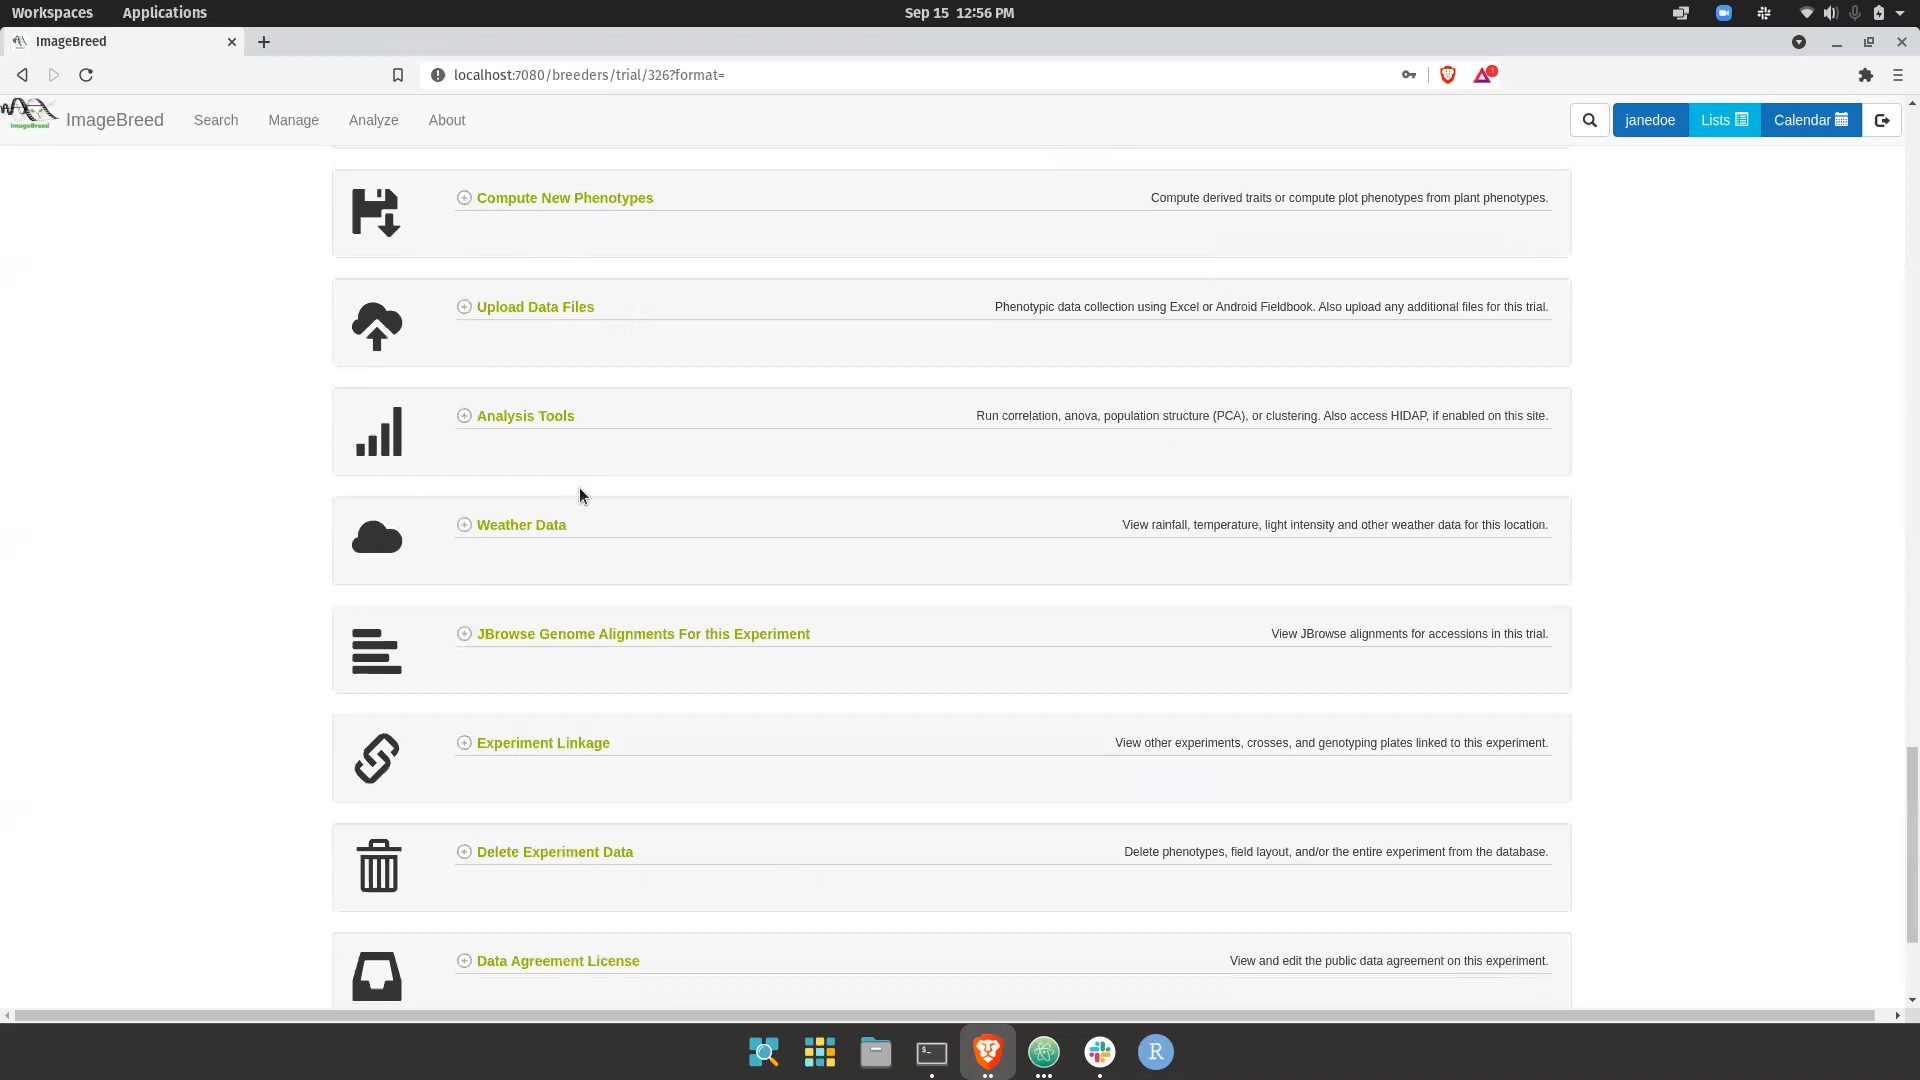 Workspaces Applications Sep 15 12:56 PM
ImageBreed
localhost:7080/breeders/trial/326?format= 1
ImageBreed ImageBreed Search Manage Analyze About janedoe Lists Calendar
Compute New Phenotypes Compute derived traits or compute plot phenotypes from plant phenotypes.
Upload Data Files Phenotypic data collection using Excel or Android Fieldbook. Also upload any additional files for this trial.
Analysis Tools Run correlation, anova, population structure (PCA), or clustering. Also access HIDAP, if enabled on this site.
Weather Data View rainfall, temperature, light intensity and other weather data for this location.
JBrowse Genome Alignments For this Experiment View JBrowse alignments for accessions in this trial.
Experiment Linkage View other experiments, crosses, and genotyping plates linked to this experiment.
Delete Experiment Data Delete phenotypes, field layout, and/or the entire experiment from the database.
Data Agreement License View and edit the public data agreement on this experiment.
$_ R